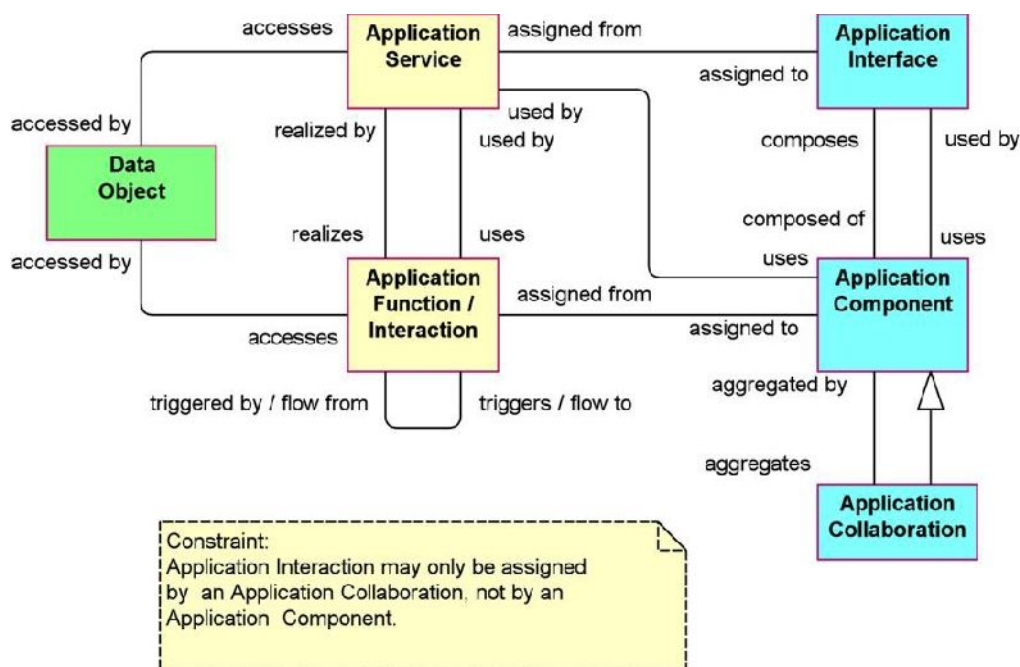 accesses
Application
Service
assigned from
Application
Interface
assigned to
accessed by
realized by
used by
used by
composes
used by
Data
Object
accessed by
realizes
uses
composed of
uses
uses
Application
Function /
Interaction
assigned from
Application
Component
assigned to
accesses
triggered by / flow from
triggers / flow to
aggregated by
aggregates
Application
Collaboration
Constraint:
Application Interaction may only be assigned
by an Application Collaboration, not by an
Application Component.